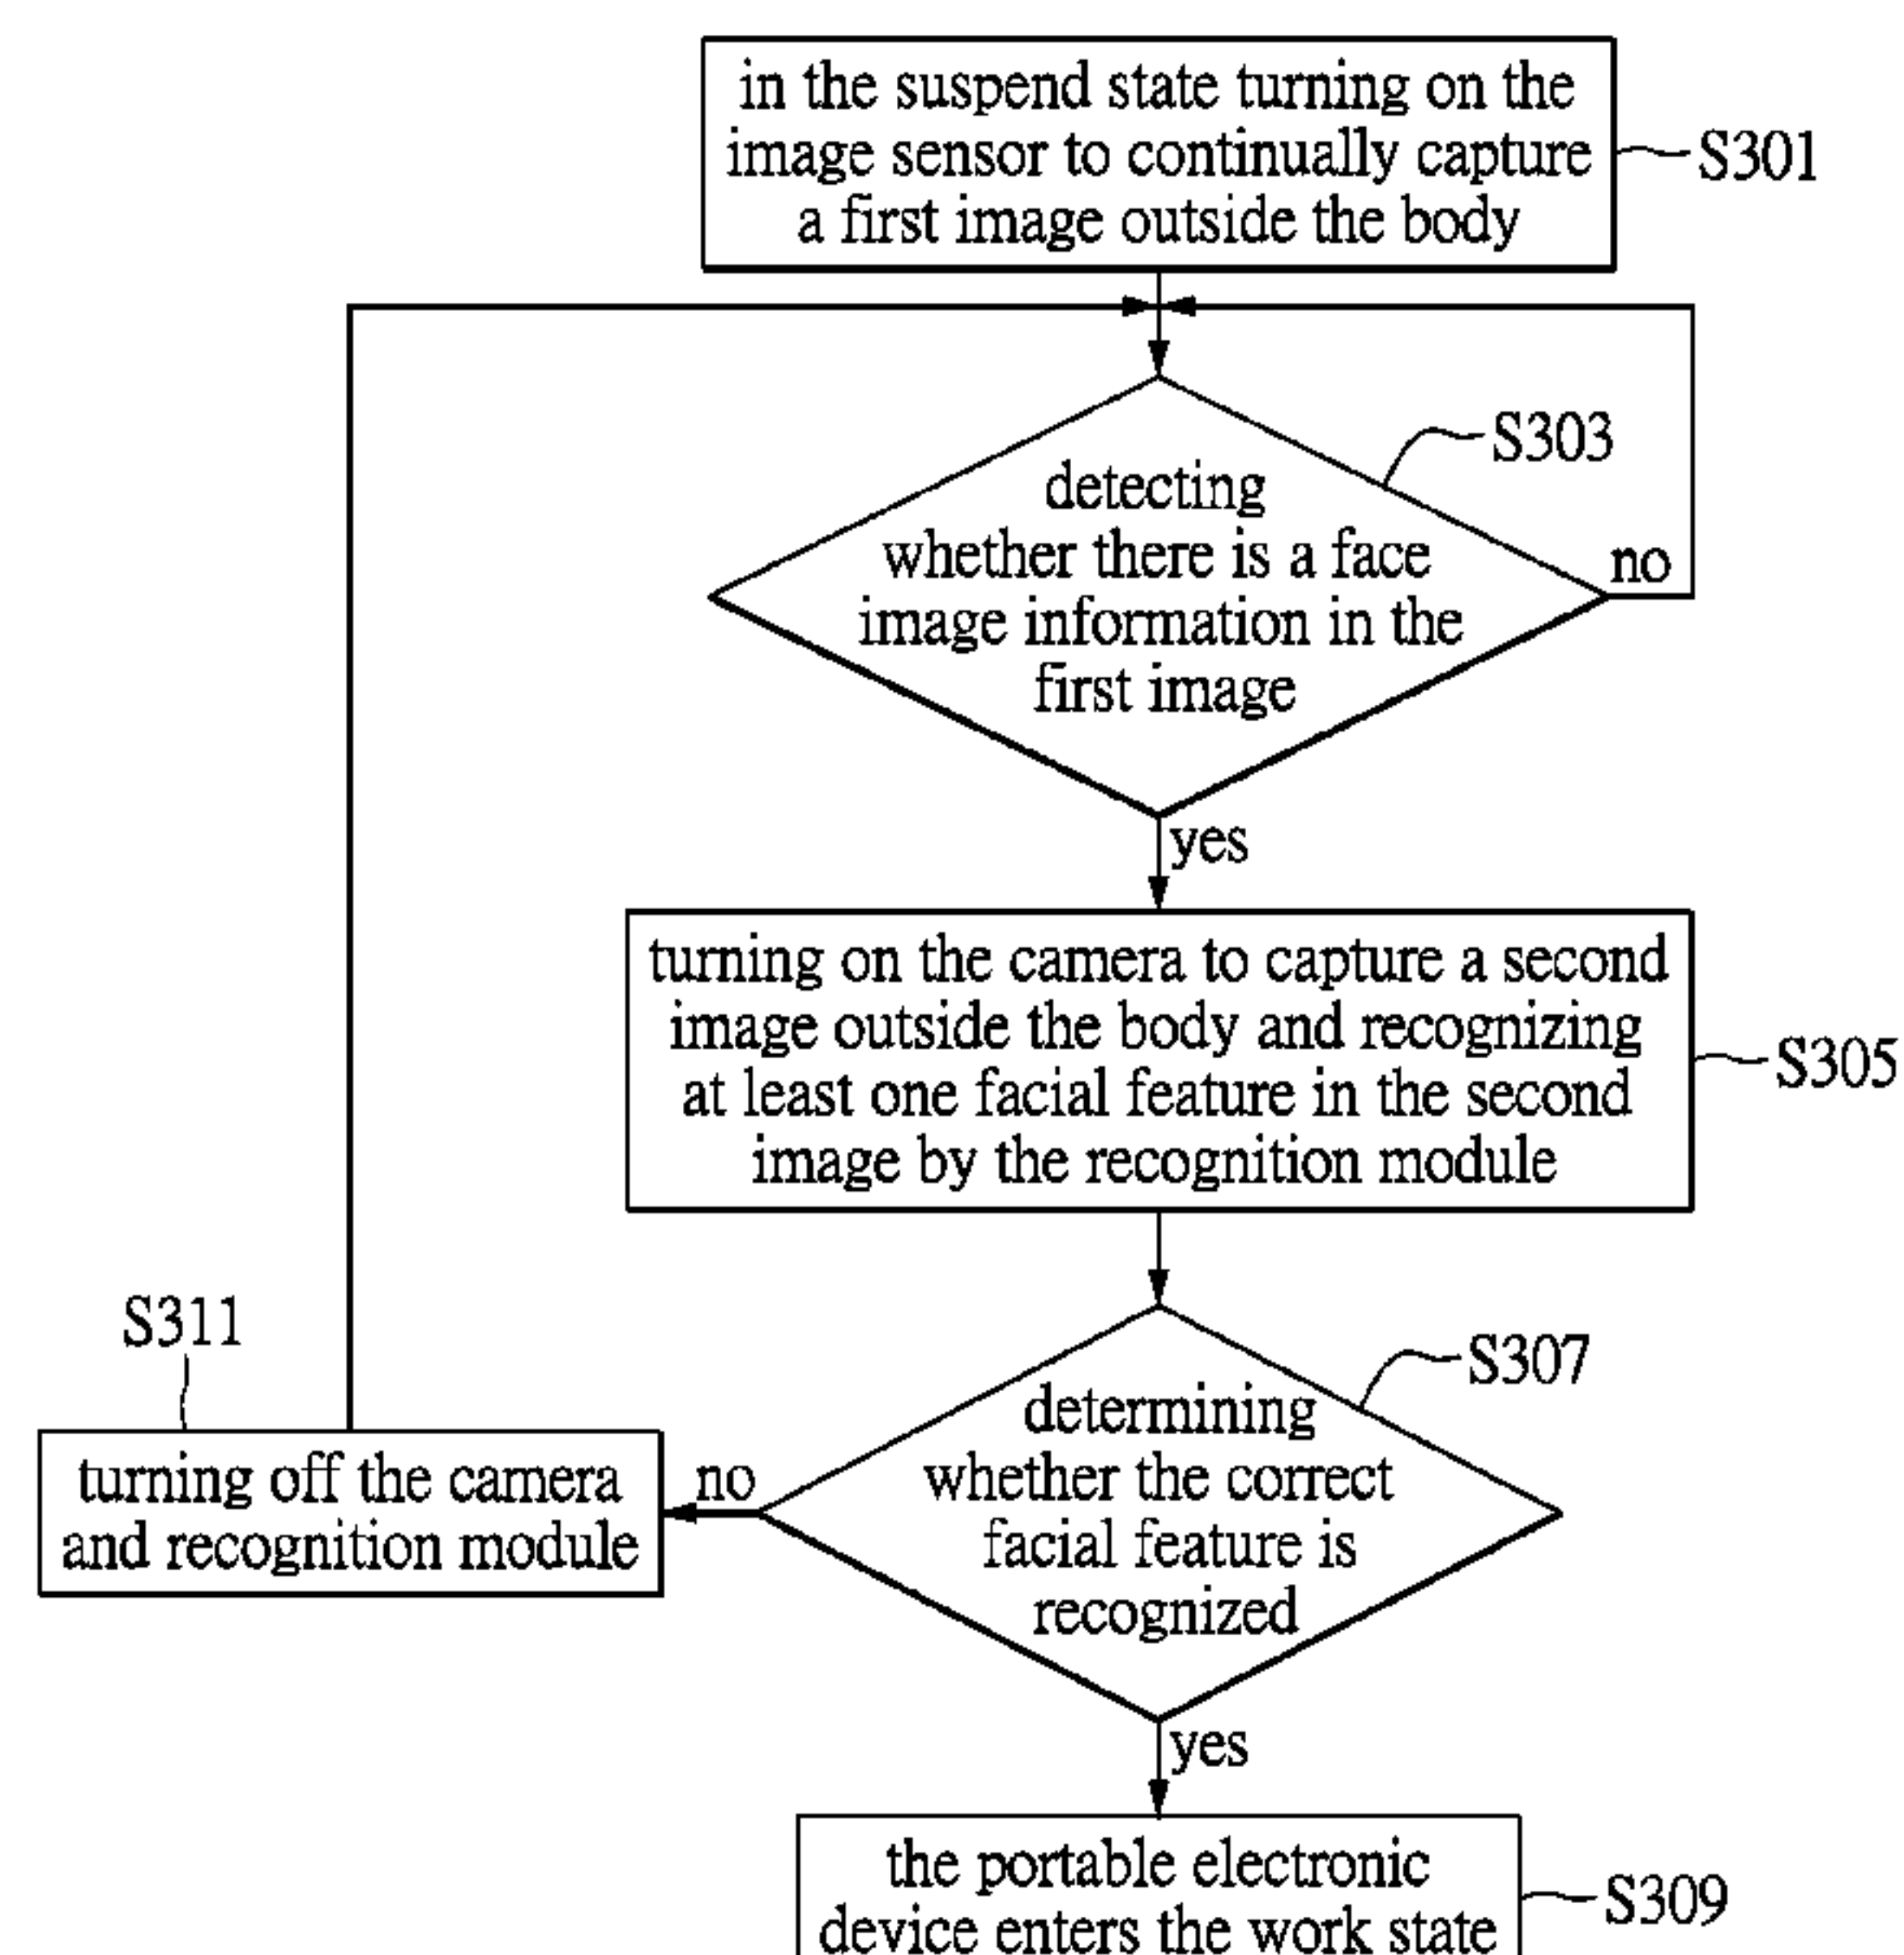 in the suspend state turning on the
image sensor to continually capture
a first image outside the body
S301
S303
detecting
whether there is a face
image information in the
first image
no
yes
turning on the camera to capture a second
image outside the body and recognizing
at least one facial feature in the second
image by the recognition module
S305
S311
turning off the camera
and recognition module
no
S307
determining
whether the correct
facial feature is
recognized
yes
the portable electronic
device enters the work state
S309